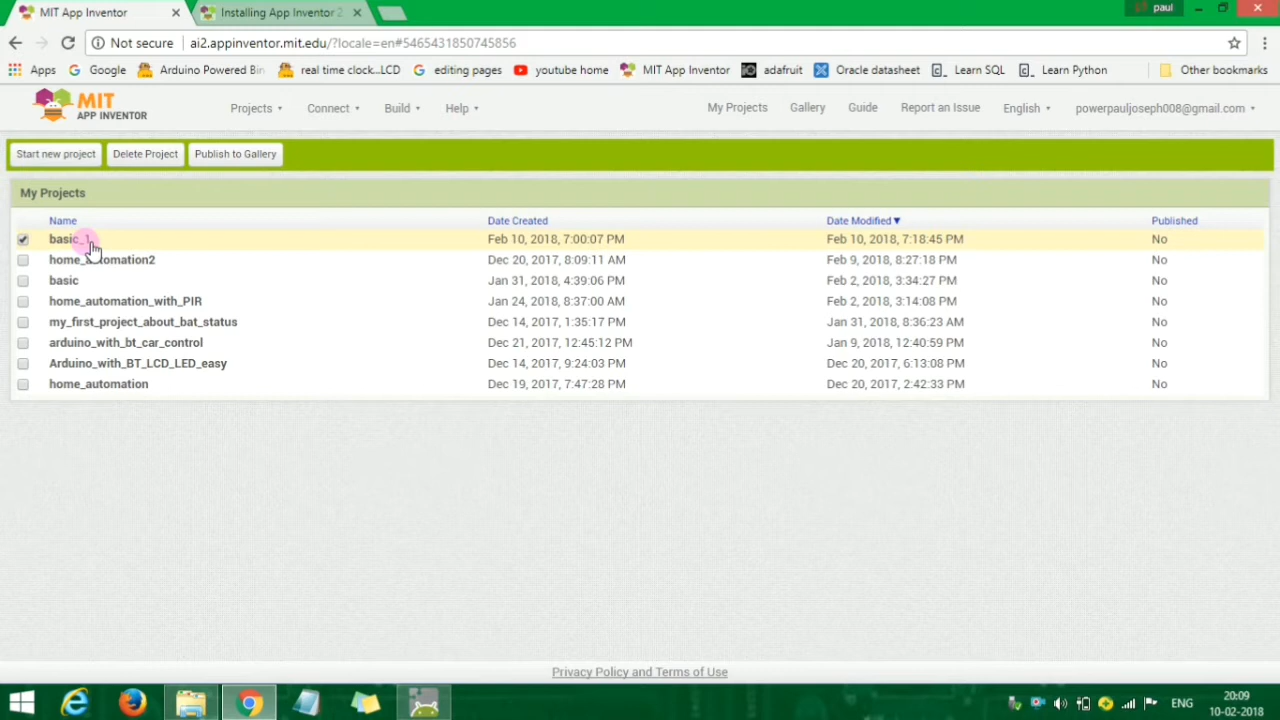 MIT App Inventor
Installing App Inventor 2
paul
Not secure
ai2.appinventor.mit.edu/?locale=en#5465431850745856
Apps
Google
Arduino Powered Bin
real time clock...LCD
editing pages
youtube home
MIT App Inventor
adafruit
Oracle datasheet
Learn SQL
Learn Python
Other bookmarks
MIT
APP INVENTOR
Projects
Connect
Build
Help
My Projects
Gallery
Guide
Report an Issue
English
powerpauljoseph008@gmail.com
Start new project
Delete Project
Publish to Gallery
My Projects
Name Date Created Date Modified Published
basic_1 Feb 10, 2018, 7:00:07 PM Feb 10, 2018, 7:18:45 PM No
home_automation2 Dec 20, 2017, 8:09:11 AM Feb 9, 2018, 8:27:18 PM No
basic Jan 31, 2018, 4:39:06 PM Feb 2, 2018, 3:34:27 PM No
home_automation_with_PIR Jan 24, 2018, 8:37:00 AM Feb 2, 2018, 3:14:08 PM No
my_first_project_about_bat_status Dec 14, 2017, 1:35:17 PM Jan 31, 2018, 8:36:23 AM No
arduino_with_bt_car_control Dec 21, 2017, 12:45:12 PM Jan 9, 2018, 12:40:59 PM No
Arduino_with_BT_LCD_LED_easy Dec 14, 2017, 9:24:03 PM Dec 20, 2017, 6:13:08 PM No
home_automation Dec 19, 2017, 7:47:28 PM Dec 20, 2017, 2:42:33 PM No
Privacy Policy and Terms of Use
ENG
20:09
10-02-2018